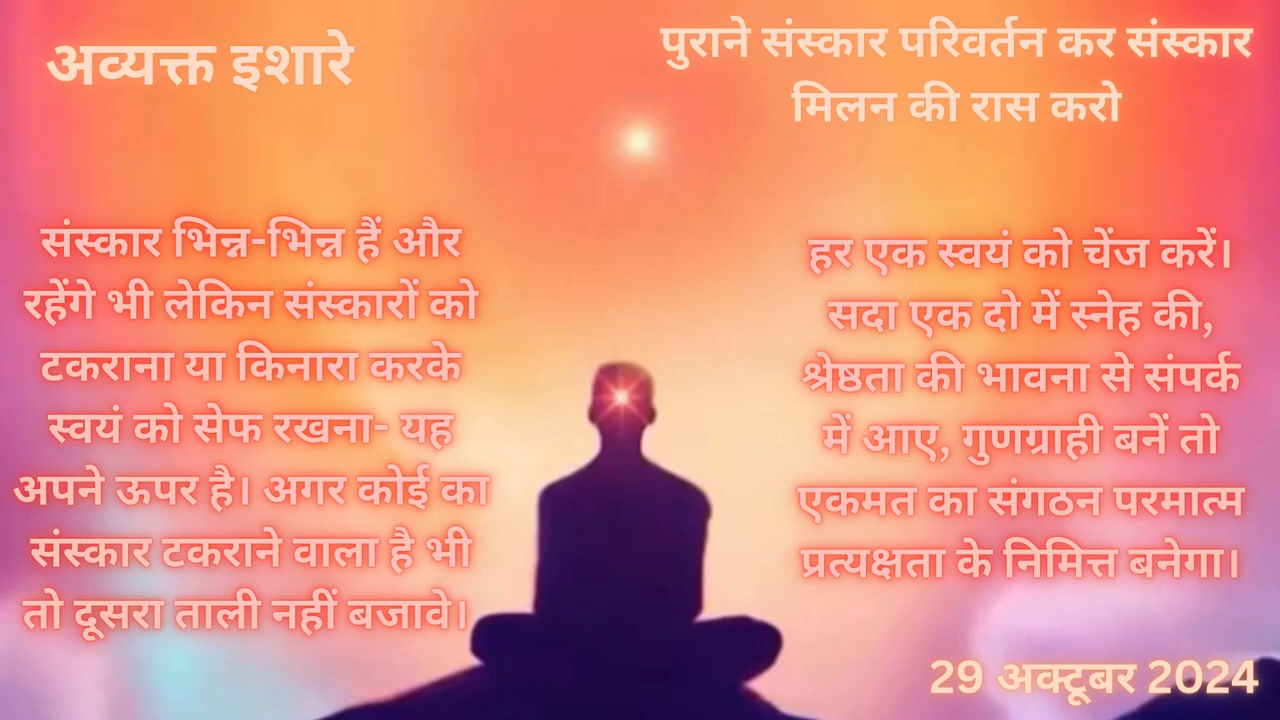 अव्यक्त इशारे
पुराने संस्कार परिवर्तन कर संस्कार
मिलन की रास करो
संस्कार भिन्न-भिन्न हैं और
रहेंगे भी लेकिन संस्कारों को
टकराना या किनारा करके
स्वयं को सेफ रखना- यह
अपने ऊपर है। अगर कोई का
संस्कार टकराने वाला है भी
तो दूसरा ताली नहीं बजावे।
हर एक स्वयं को चेंज करें।
सदा एक दो में स्नेह की,
श्रेष्ठता की भावना से संपर्क
में आए, गुणग्राही बनें तो
एकमत का संगठन परमात्म
प्रत्यक्षता के निमित्त बनेगा।
29 अक्टूबर 2024